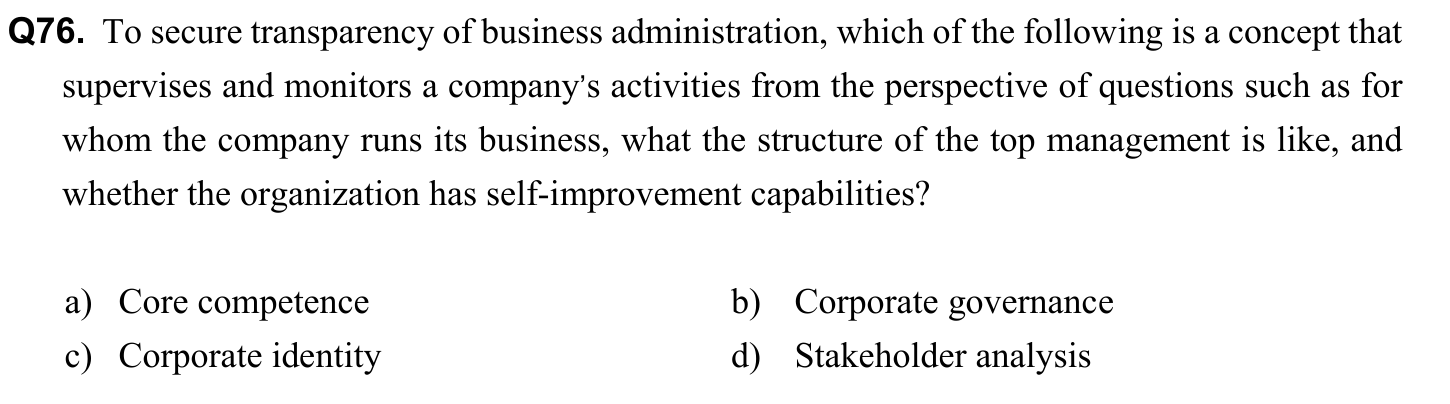 Q76. To secure transparency of business administration, which of the following is a concept that
supervises and monitors a company's activities from the perspective of questions such as for
whom the company runs its business, what the structure of the top management is like, and
whether the organization has self-improvement capabilities?
a) Core competence b) Corporate governance
c) Corporate identity d) Stakeholder analysis